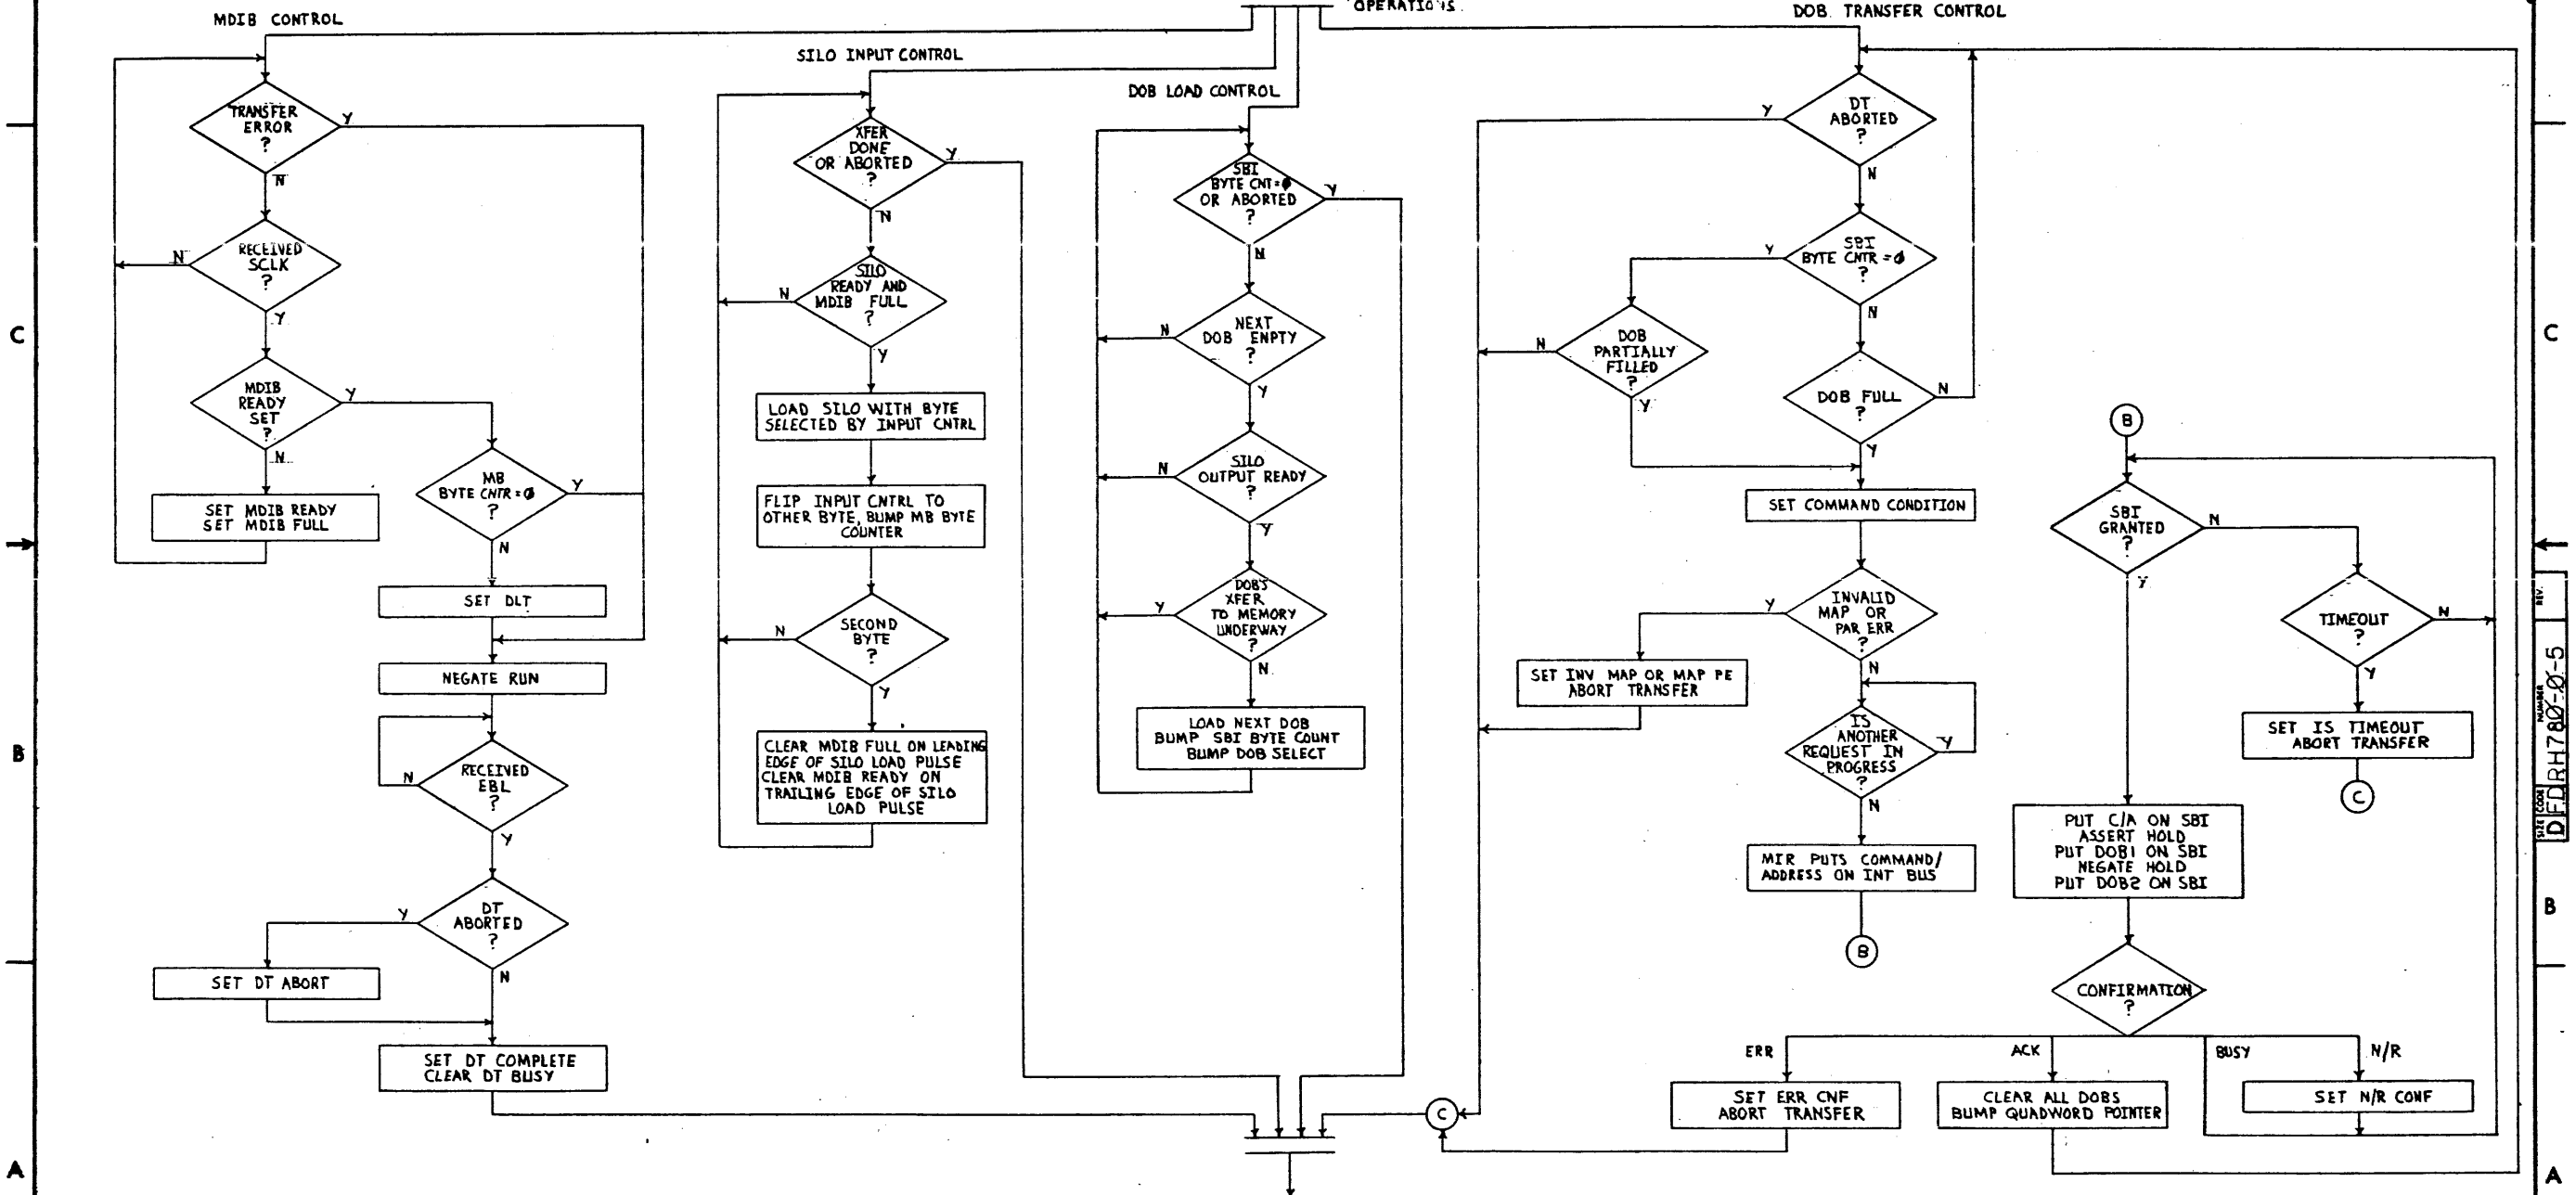 OPERATIONS.
MDIB CONTROL
TRANSFER
ERROR
?
Y
N
RECEIVED
SCLK
?
N
Y
MDIB
READY
SET
?
Y
N
SET MDIB READY
SET MDIB FULL
MB
BYTE CNTR = 0
?
Y
N
SET DLT
NEGATE RUN
RECEIVED
EBL
?
N
Y
DT
ABORTED
?
Y
N
SET DT ABORT
SET DT COMPLETE
CLEAR DT BUSY
SILO INPUT CONTROL
XFER
DONE
OR ABORTED
?
Y
N
SILO
READY AND
MDIB FULL
?
N
Y
LOAD SILO WITH BYTE
SELECTED BY INPUT CNTRL
FLIP INPUT CNTRL TO
OTHER BYTE, BUMP MB BYTE
COUNTER
SECOND
BYTE
?
N
Y
CLEAR MDIB FULL ON LEADING
EDGE OF SILO LOAD PULSE
CLEAR MDIB READY ON
TRAILING EDGE OF SILO
LOAD PULSE
DOB LOAD CONTROL
SBI
BYTE CNT=0
OR ABORTED
?
Y
N
NEXT
DOB EMPTY
?
N
Y
SILO
OUTPUT READY
?
N
Y
DOB'S
XFER
TO MEMORY
UNDERWAY
?
Y
N
LOAD NEXT DOB
BUMP SBI BYTE COUNT
BUMP DOB SELECT
DOB TRANSFER CONTROL
DT
ABORTED
?
Y
N
SBI
BYTE CNTR = 0
?
Y
N
DOB
PARTIALLY
FILLED
?
N
Y
DOB FULL
?
N
Y
SET COMMAND CONDITION
INVALID
MAP OR
PAR ERR
?
Y
N
SET INV MAP OR MAP PE
ABORT TRANSFER
IS
ANOTHER
REQUEST IN
PROGRESS
?
Y
N
MIR PUTS COMMAND/
ADDRESS ON INT BUS
B
B
SBI
GRANTED
?
N
Y
TIMEOUT
?
N
Y
SET IS TIMEOUT
ABORT TRANSFER
C
PUT C/A ON SBI
ASSERT HOLD
PUT DOB1 ON SBI
NEGATE HOLD
PUT DOB2 ON SBI
CONFIRMATION
?
ERR
ACK
BUSY
N/R
SET ERR CNF
ABORT TRANSFER
CLEAR ALL DOBS
BUMP QUADWORD POINTER
SET N/R CONF
C
C
B
A
C
B
A
REV.
SIZE
CODE
NUMBER
D
FD
RH780-0-5